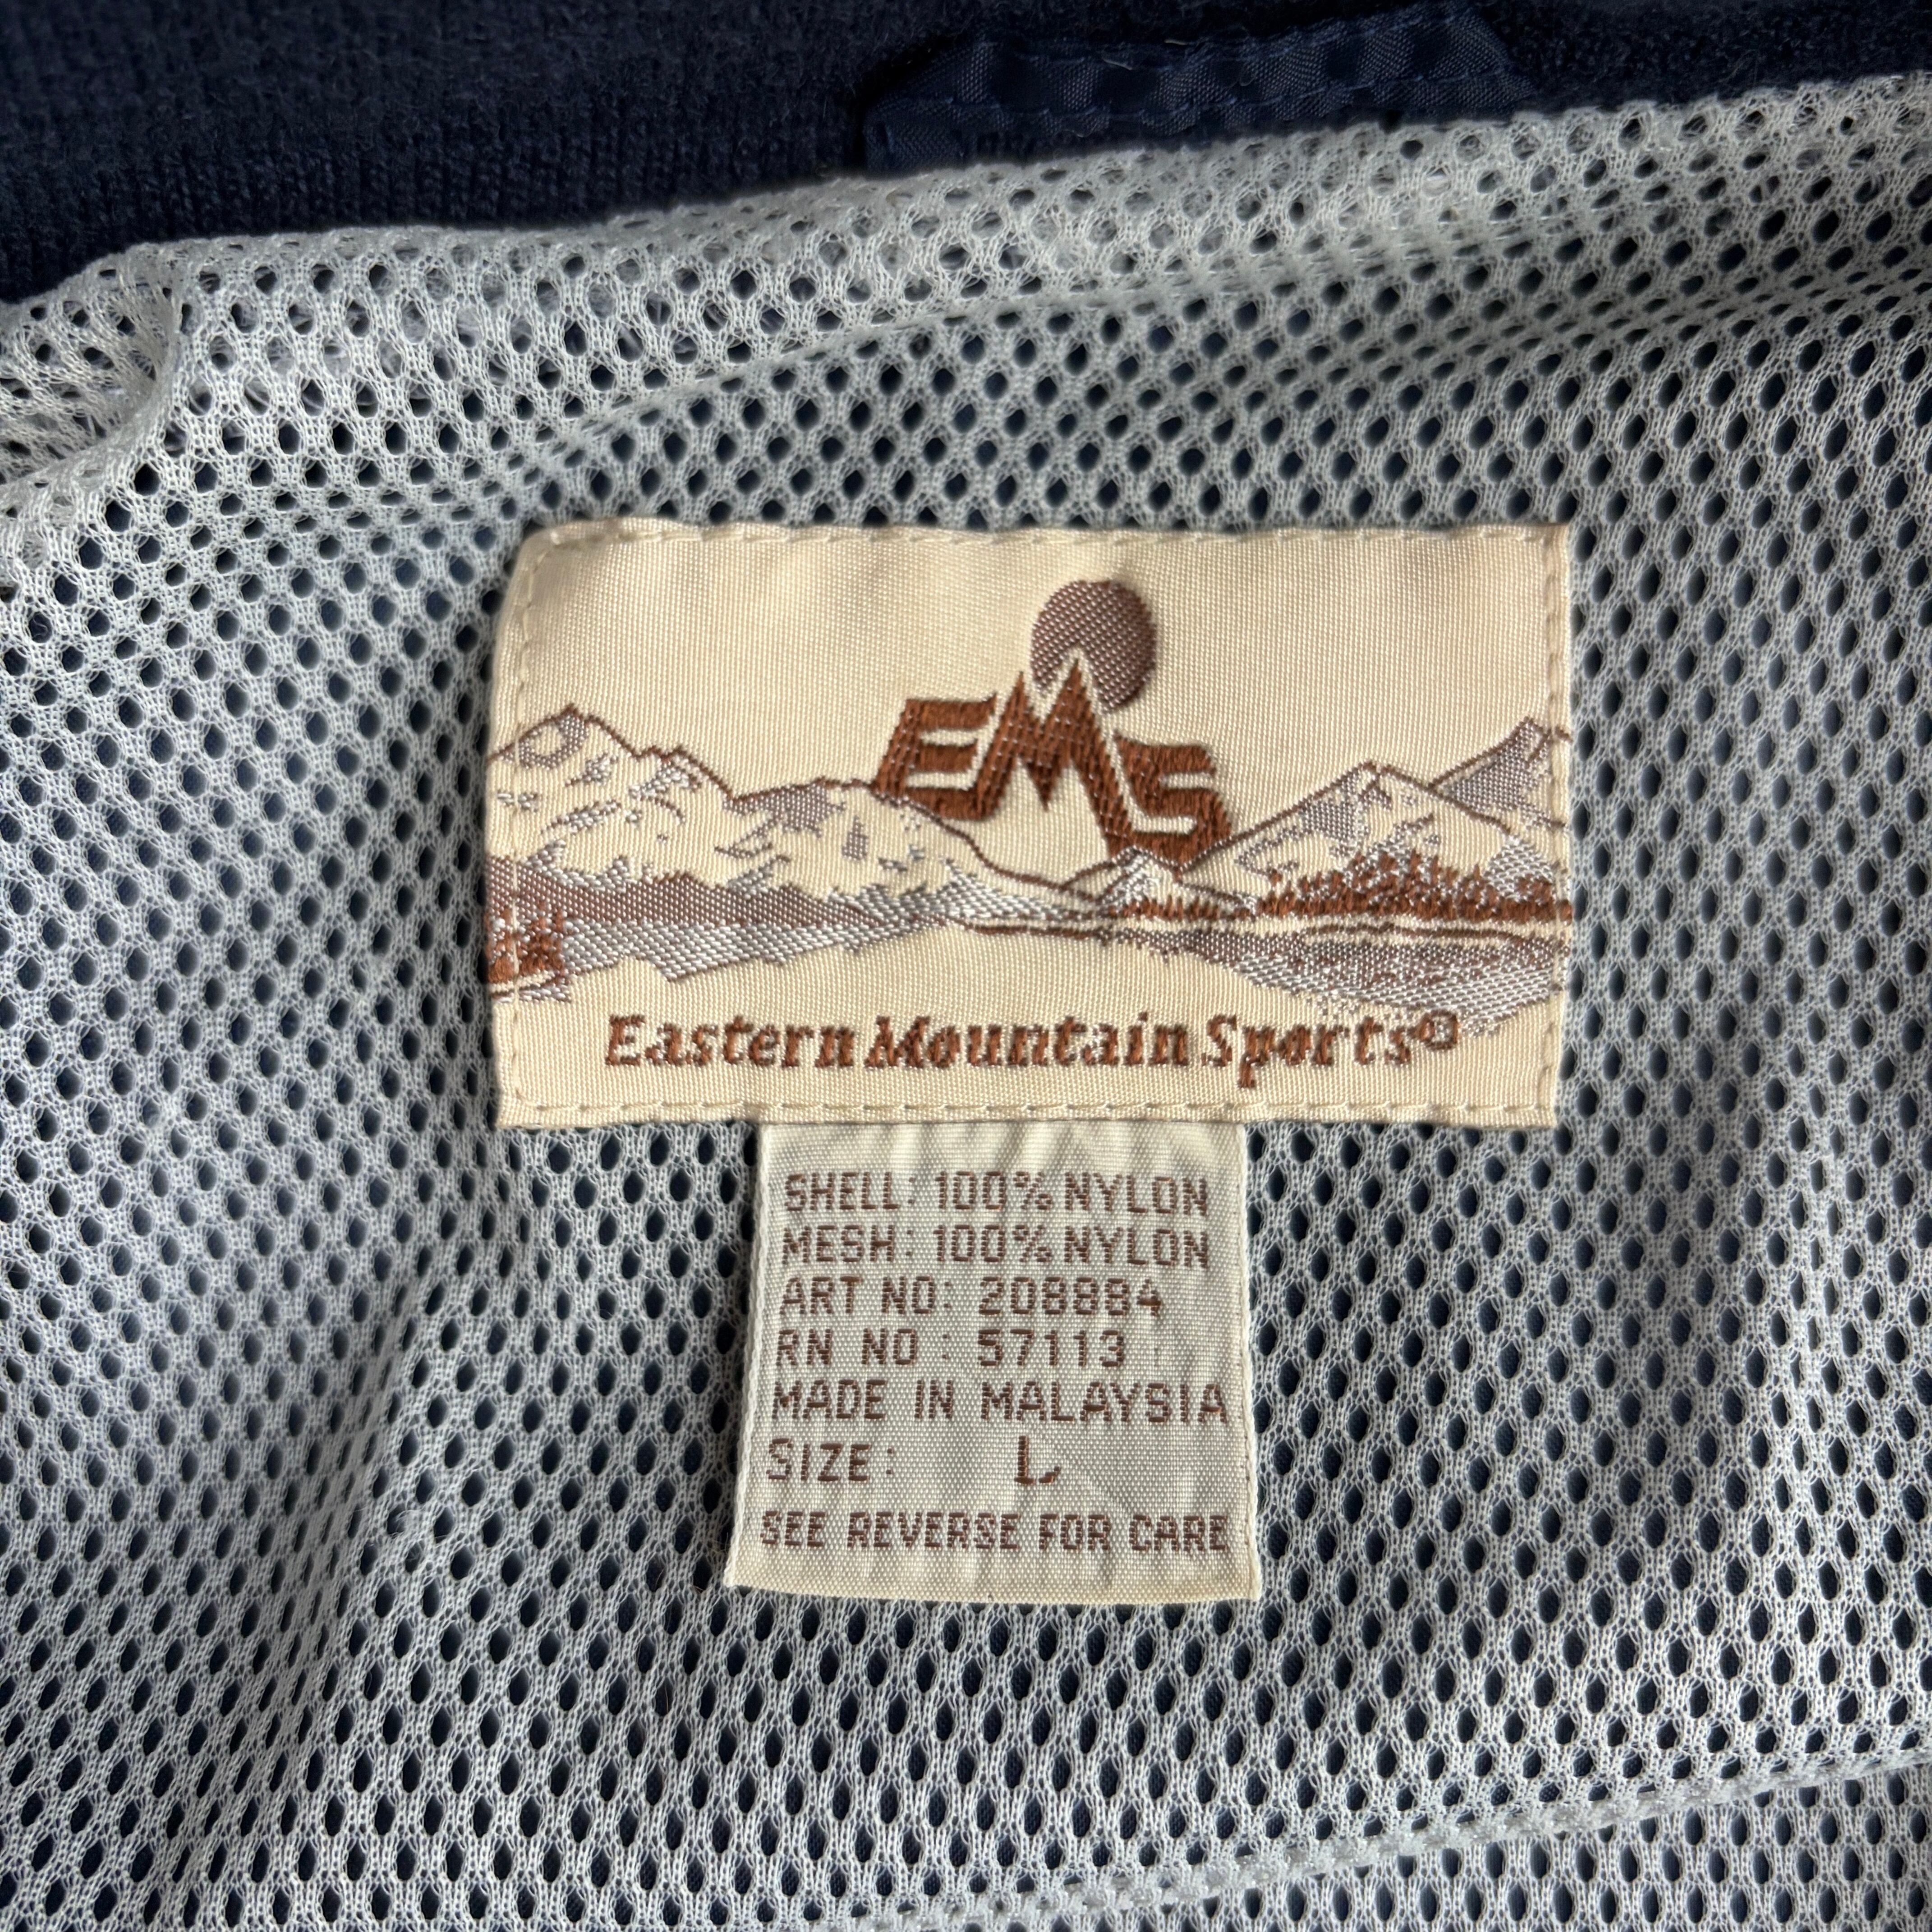 EMS
Eastern Mountain Sports®
SHELL: 100% NYLON
MESH: 100% NYLON
ART NO: 208884
RN NO : 57113
MADE IN MALAYSIA
SIZE: L
SEE REVERSE FOR CARE